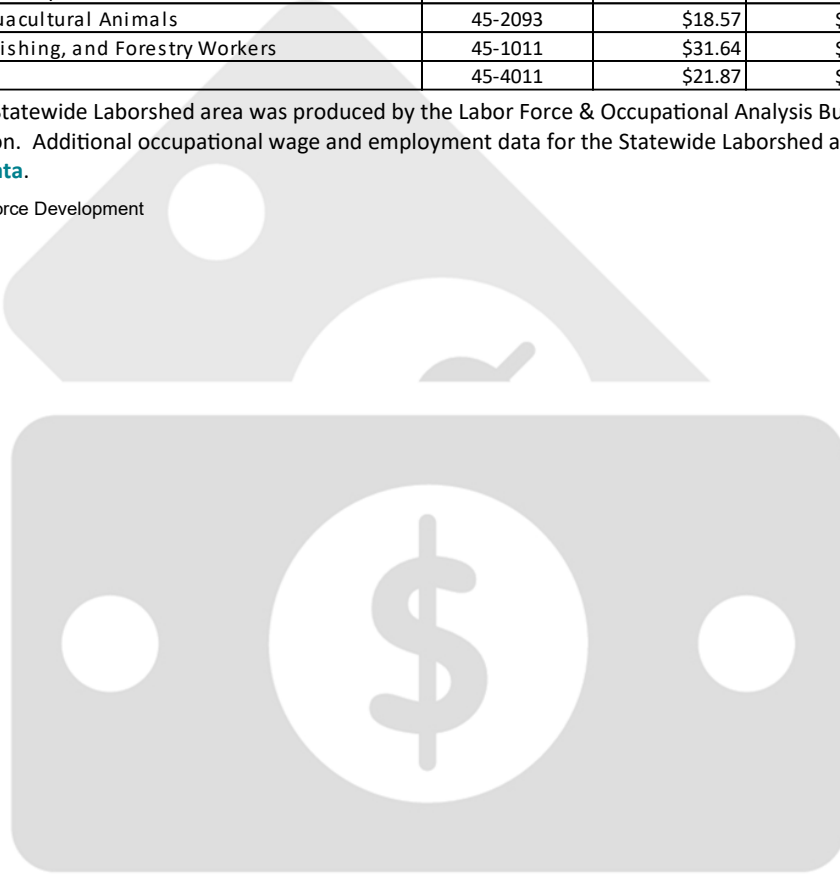 uacultural Animals 45-2093 $18.57 $
ishing, and Forestry Workers 45-1011 $31.64 $
45-4011 $21.87 $
Statewide Laborshed area was produced by the Labor Force & Occupational Analysis Bu
on. Additional occupational wage and employment data for the Statewide Laborshed a
ata.
orce Development
$